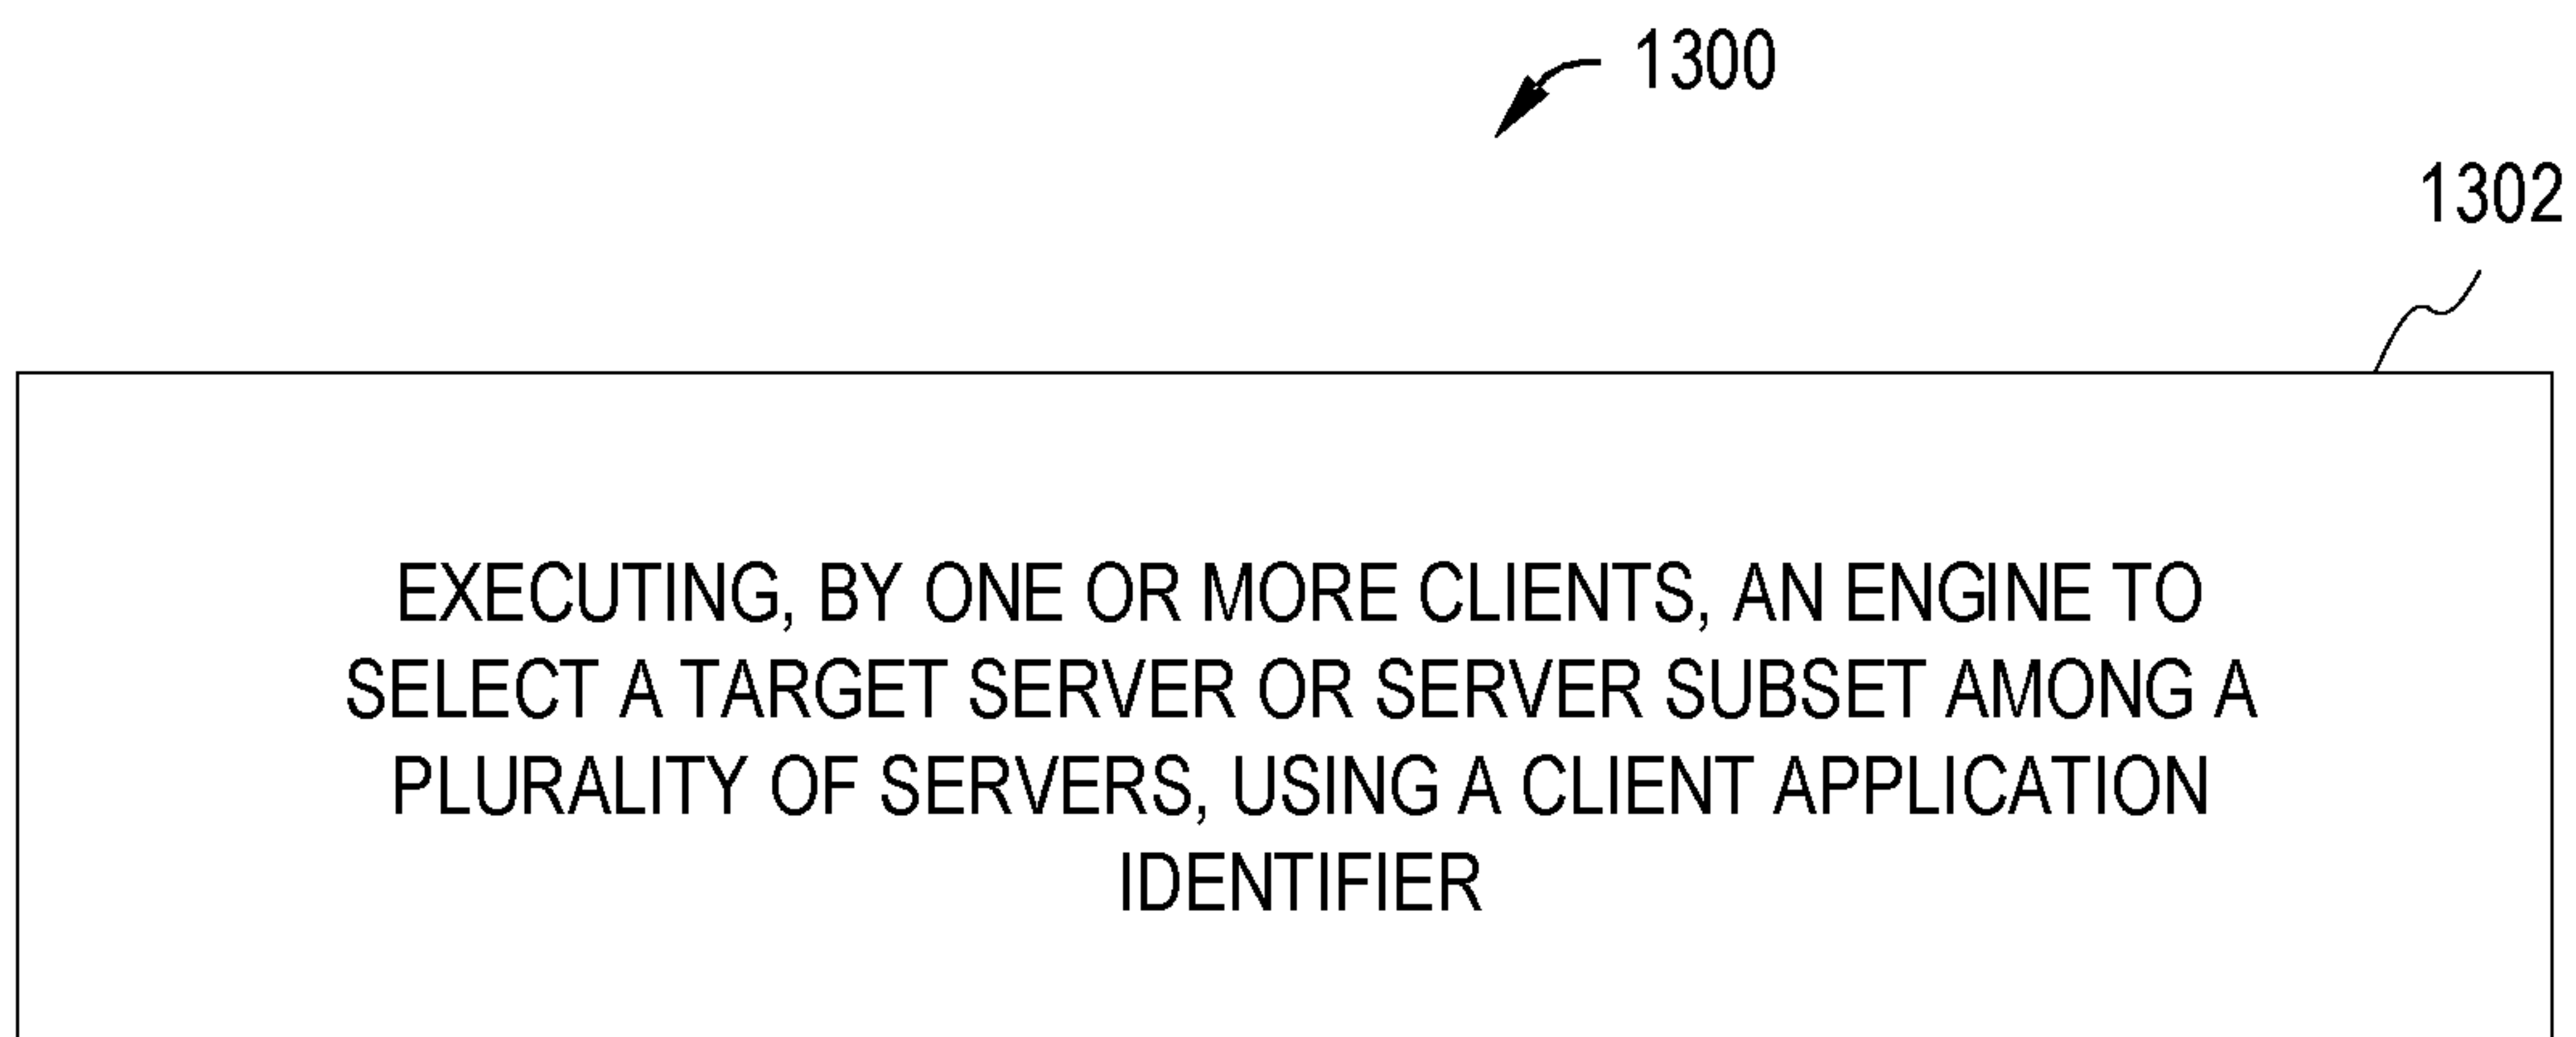 1300
1302
EXECUTING, BY ONE OR MORE CLIENTS, AN ENGINE TO
SELECT A TARGET SERVER OR SERVER SUBSET AMONG A
PLURALITY OF SERVERS, USING A CLIENT APPLICATION
IDENTIFIER